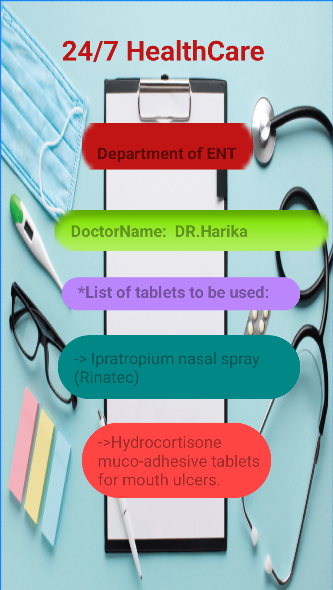 24/7 HealthCare
Department of ENT
DoctorName:  DR.Harika
*List of tablets to be used:
-> Ipratropium nasal spray
(Rinatec)
->Hydrocortisone
muco-adhesive tablets
for mouth ulcers.